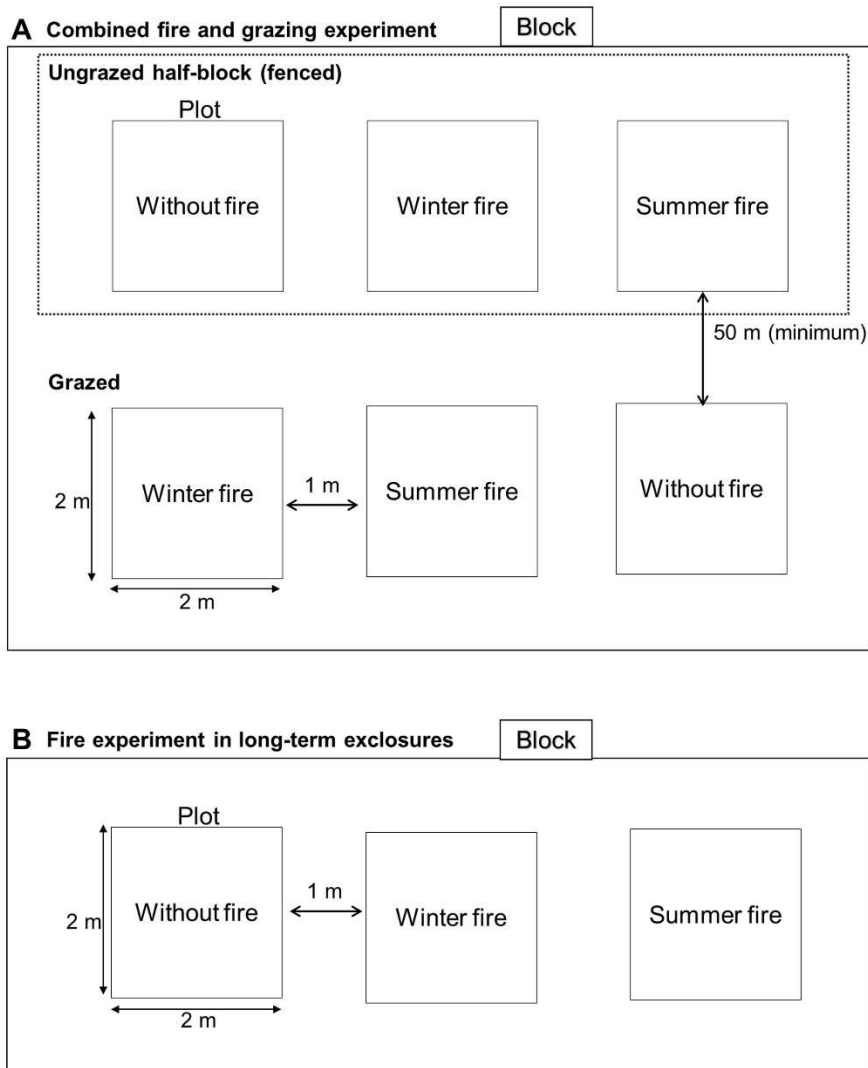 A Combined fire and grazing experiment
Block
Ungrazed half-block (fenced)
Plot
Without fire
Winter fire
Summer fire
50 m (minimum)
Grazed
2 m
Winter fire
1 m
Summer fire
Without fire
2 m
B Fire experiment in long-term exclosures
Block
Plot
2 m
Without fire
1 m
Winter fire
Summer fire
2 m